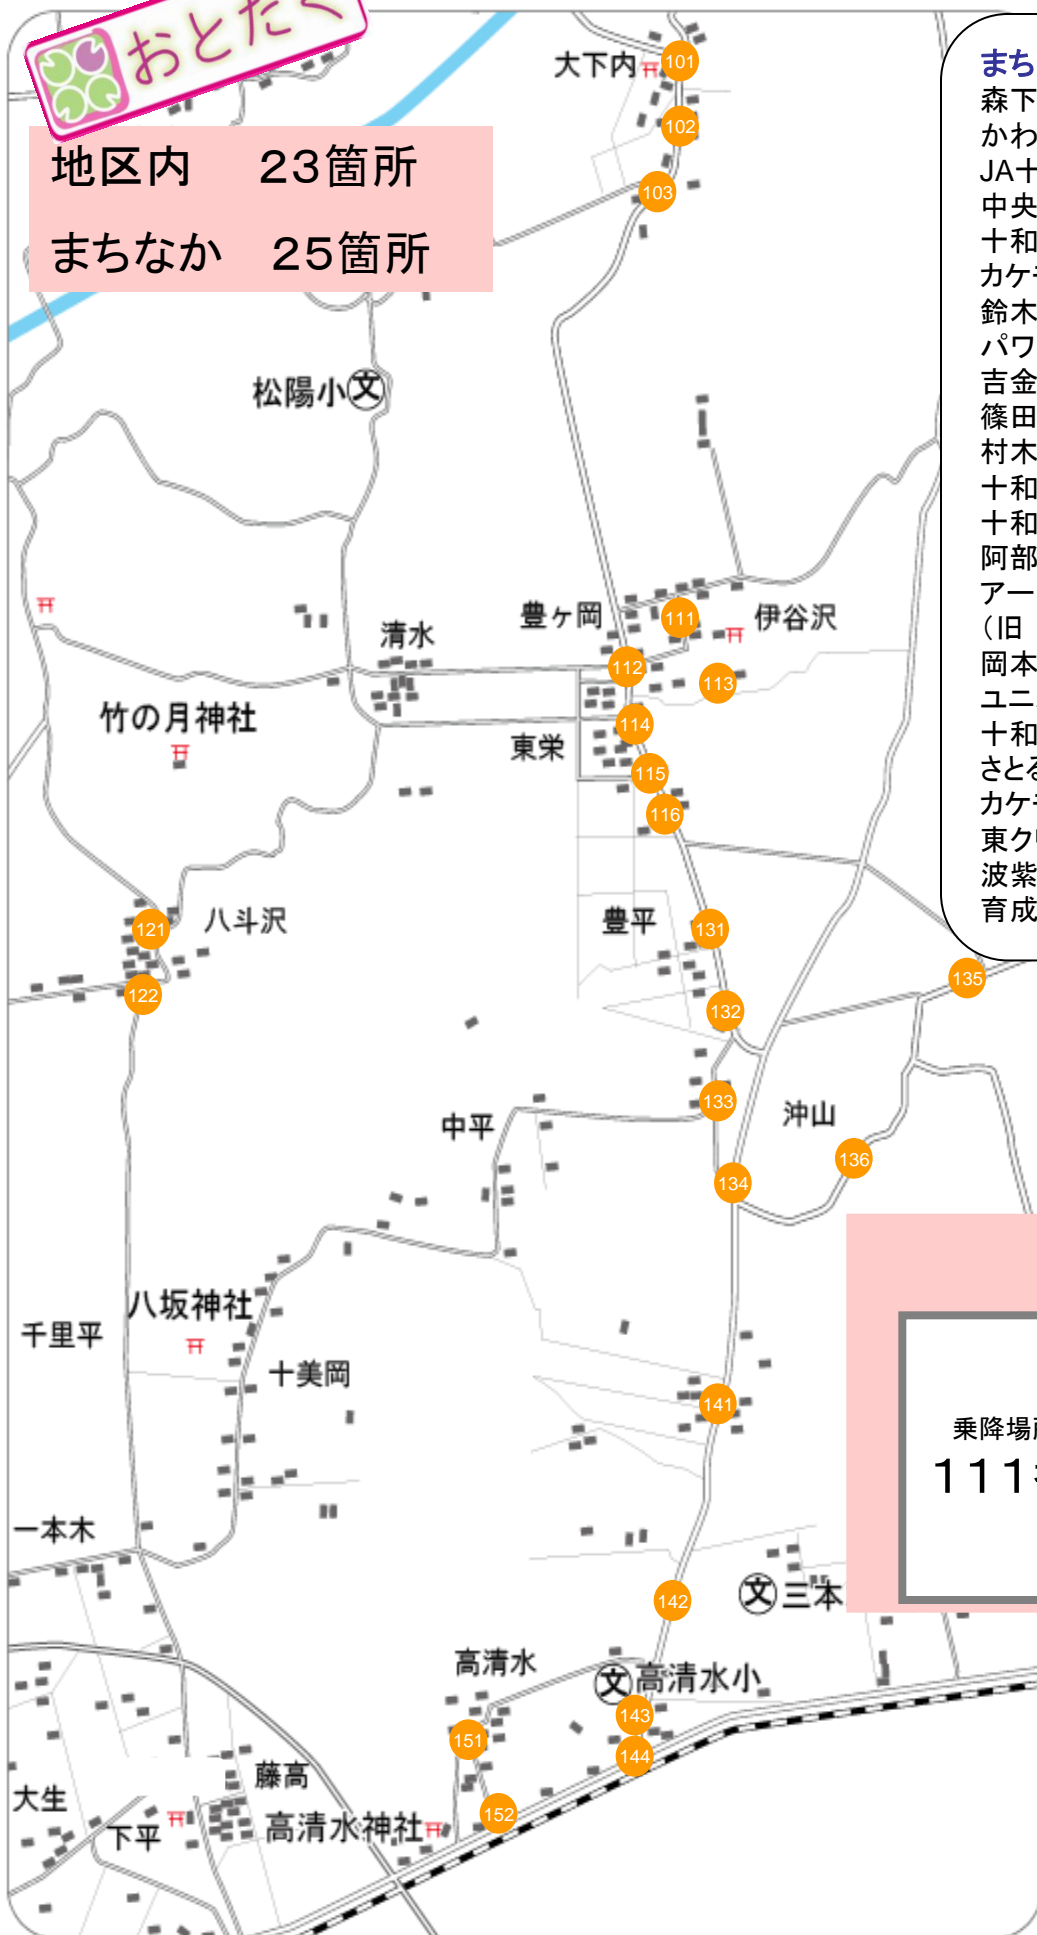 おとたく
地区内 23箇所
まちなか 25箇所
大下内
101
102
103
松陽小
文
豊ヶ岡
111
伊谷沢
清水
112
113
竹の月神社
東栄
114
115
116
121
八斗沢
豊平
131
122
132
135
133
中平
沖山
136
134
八坂神社
千里平
十美岡
141
一本木
142
文
三本
高清水
文
高清水小
143
151
144
藤高
大生
152
下平
高清水神社
まち
森下
かわ
JA十
中央
十和
カケモ
鈴木
パワ
吉金
篠田
村木
十和
十和
阿部
アー
(旧
岡本
ユニ
十和
さとる
カケモ
東ク
波紫
育成
乗降場所
111